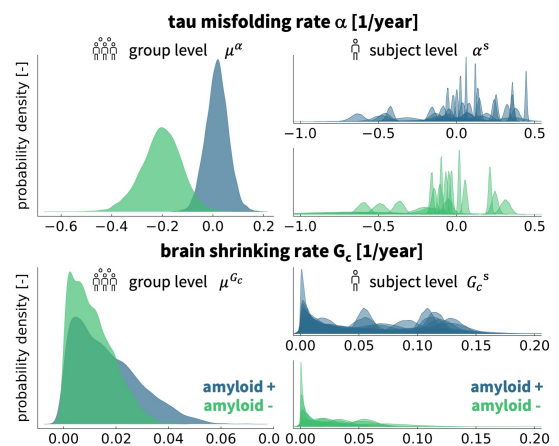 tau misfolding rate α [1/year]
group level μ^α
subject level α^s
probability density [-]
−1.0 −0.5 0.0 0.5
−0.6 −0.4 −0.2 0.0 0.2
−1.0 −0.5 0.0 0.5
brain shrinking rate G_c [1/year]
group level μ^{G_c}
subject level G_c^s
probability density [-]
0.00 0.05 0.10 0.15 0.20
amyloid +
amyloid -
amyloid +
amyloid -
0.00 0.02 0.04 0.06 0.0
0.00 0.05 0.10 0.15 0.20